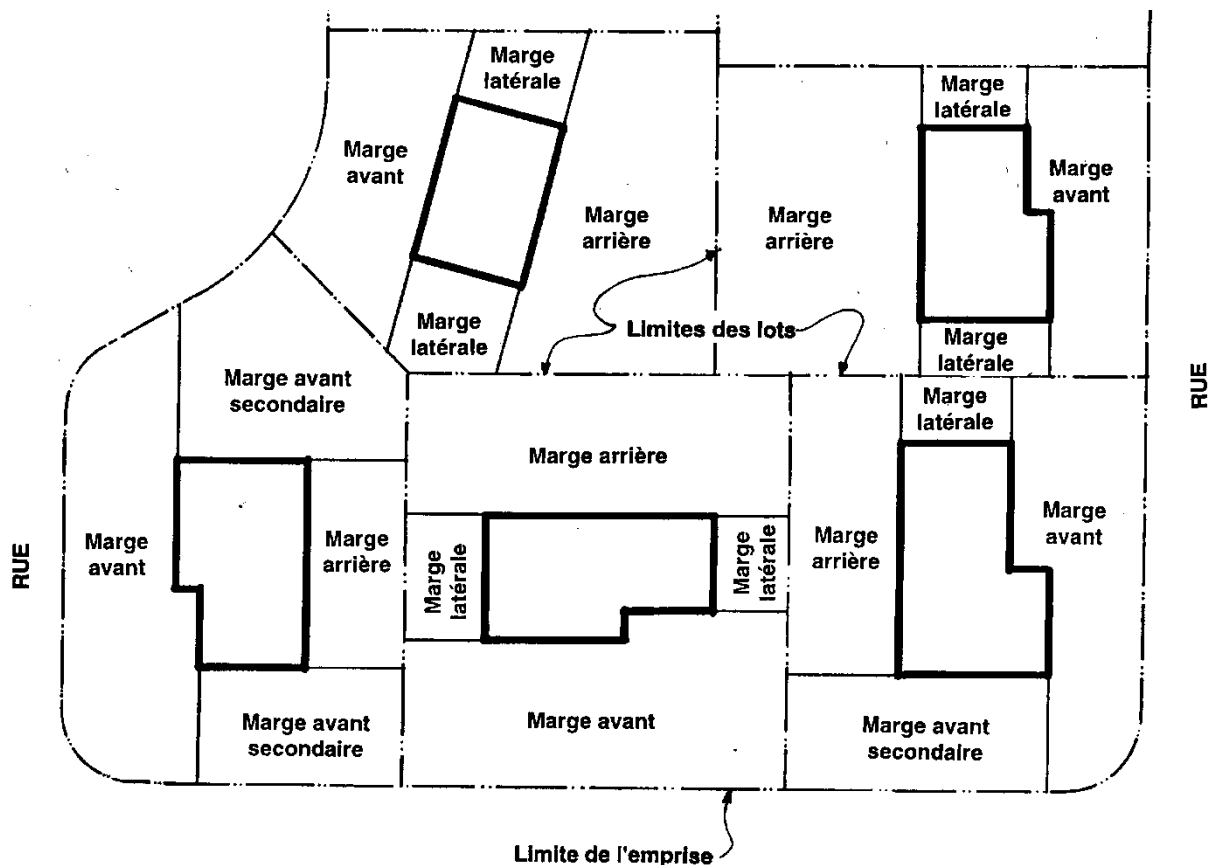 Marge
latérale
Marge
latérale
Marge
avant
Marge
arrière
Marge
arrière
Marge
avant
Marge
latérale
Limites des lots
Marge
latérale
Marge avant
secondaire
Marge
latérale
RUE
Marge arrière
Marge
avant
Marge
arrière
Marge
latérale
Marge
latérale
Marge
arrière
Marge
avant
RUE
Marge avant
secondaire
Marge avant
Marge avant
secondaire
Limite de l'emprise